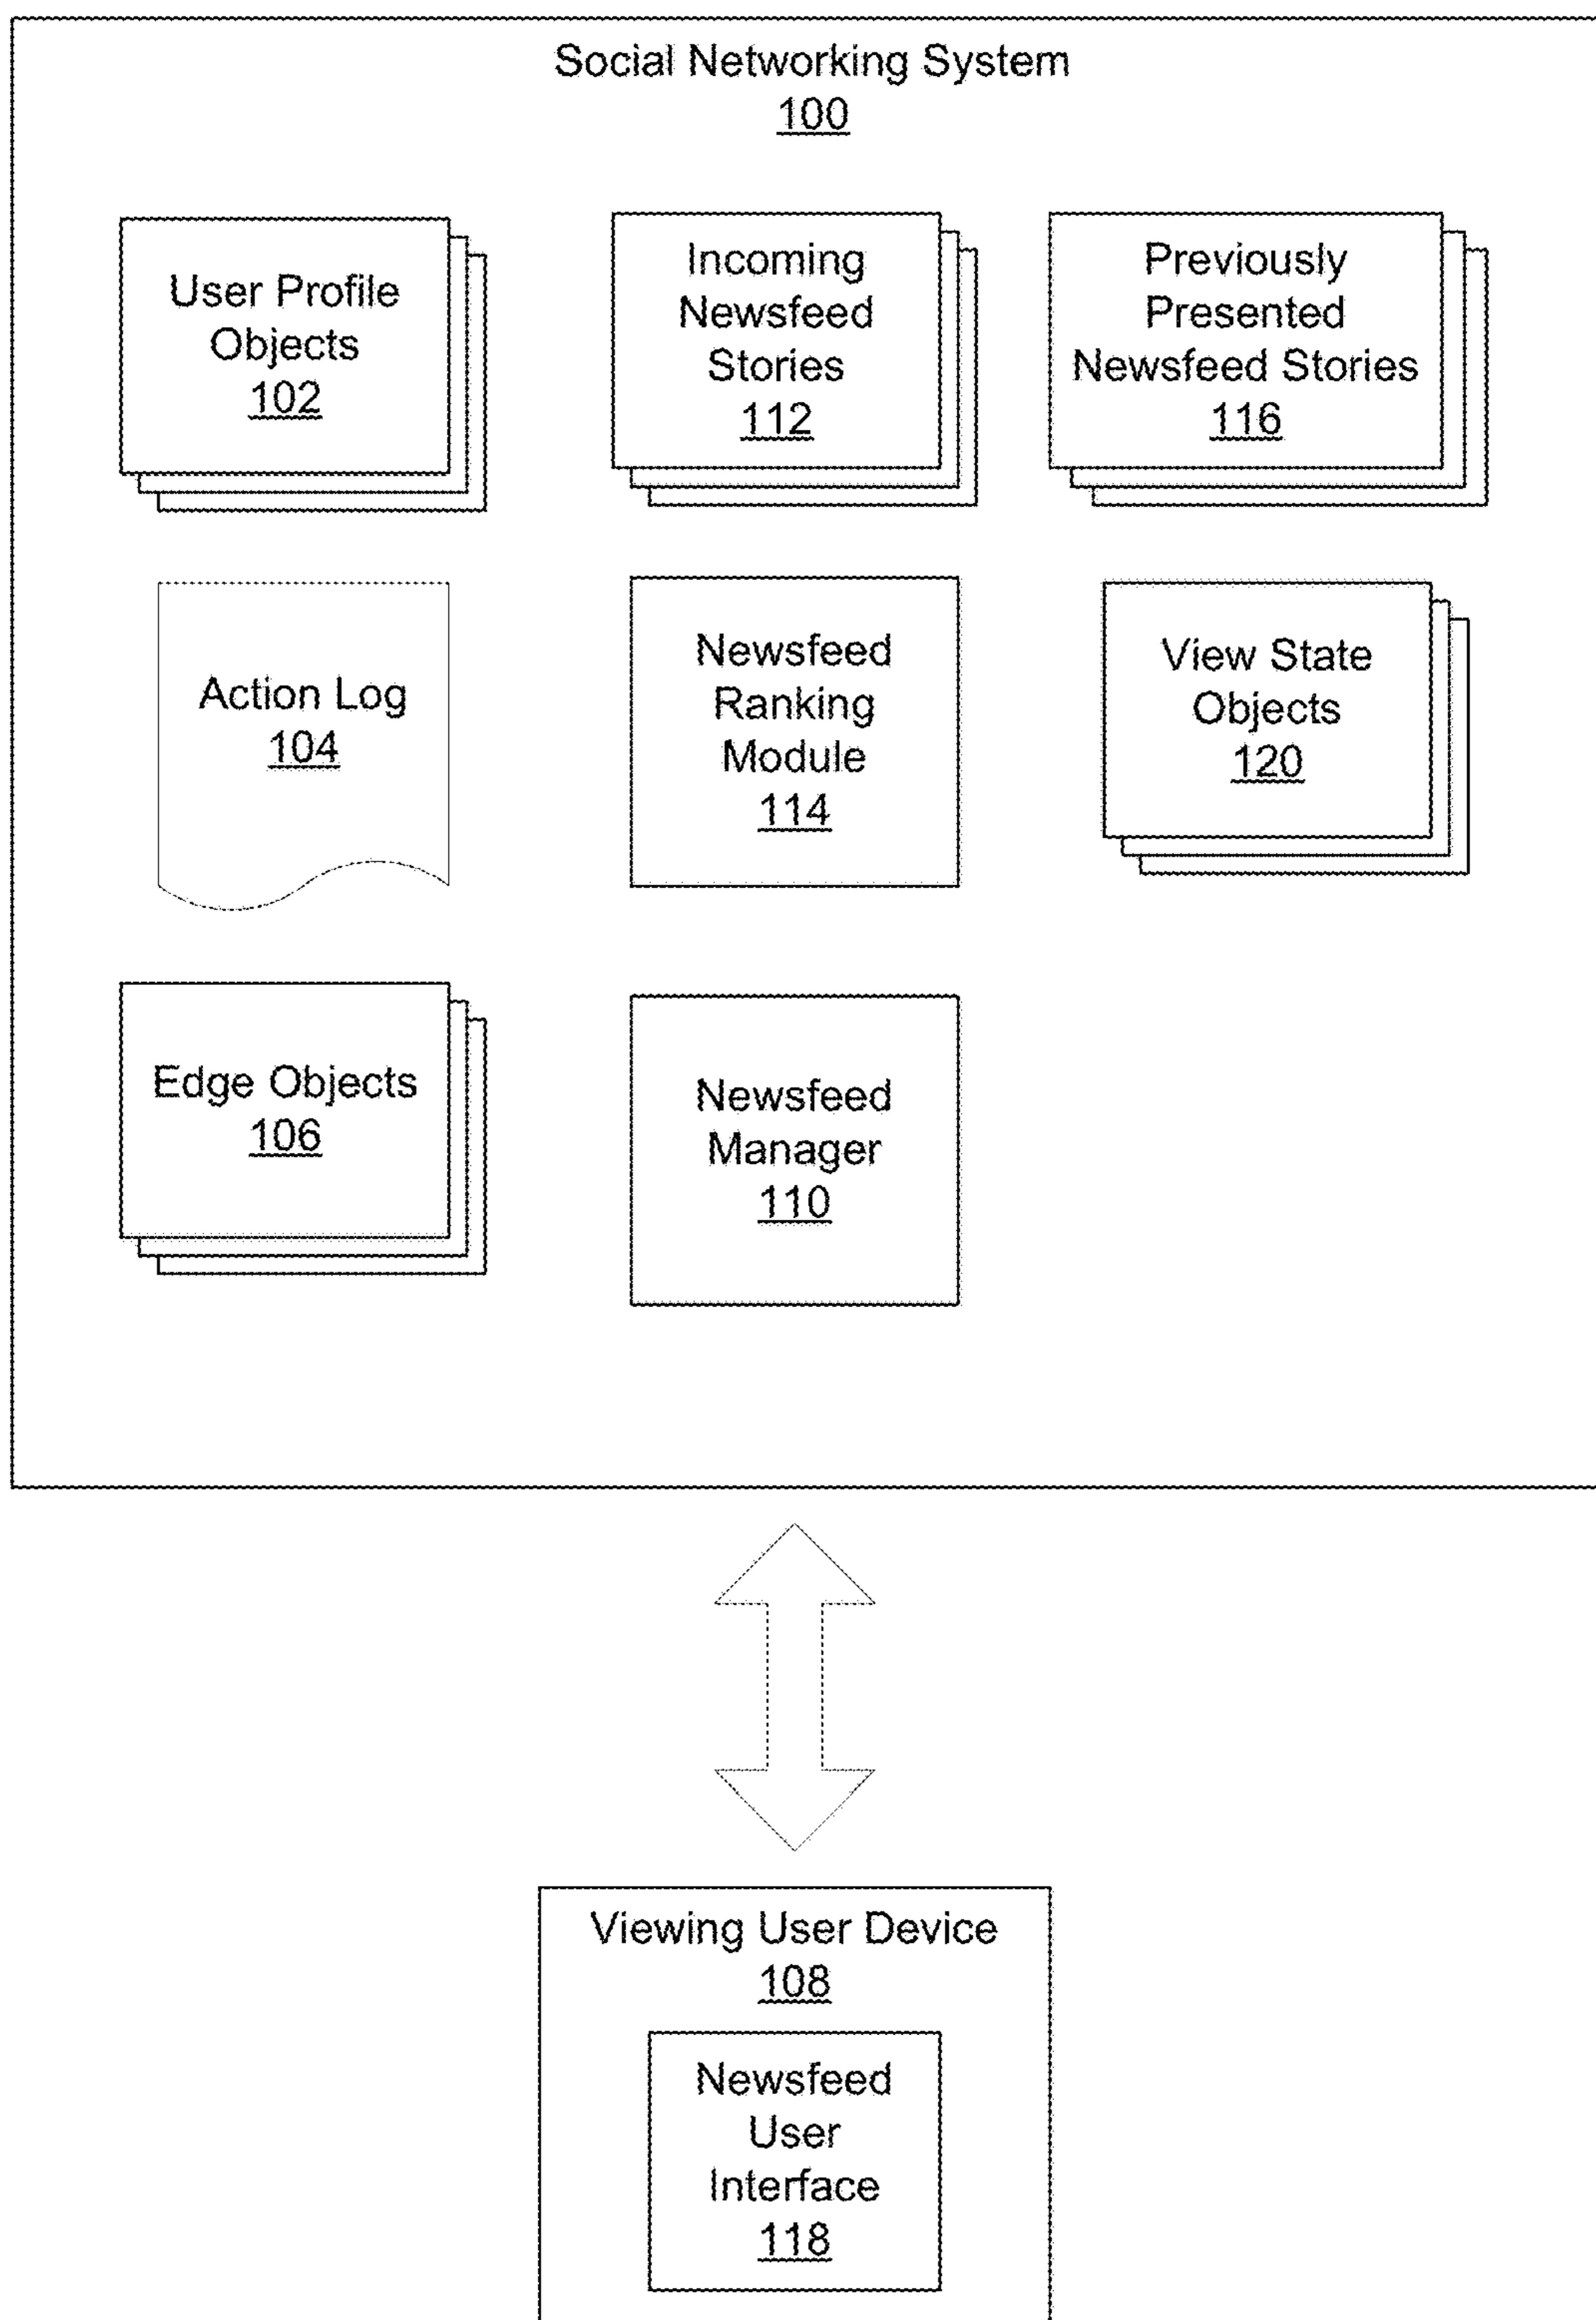 Social Networking System
100
User Profile
Objects
102
Incoming
Newsfeed
Stories
112
Previously
Presented
Newsfeed Stories
116
Action Log
104
Newsfeed
Ranking
Module
114
View State
Objects
120
Edge Objects
106
Newsfeed
Manager
110
Viewing User Device
108
Newsfeed
User
Interface
118